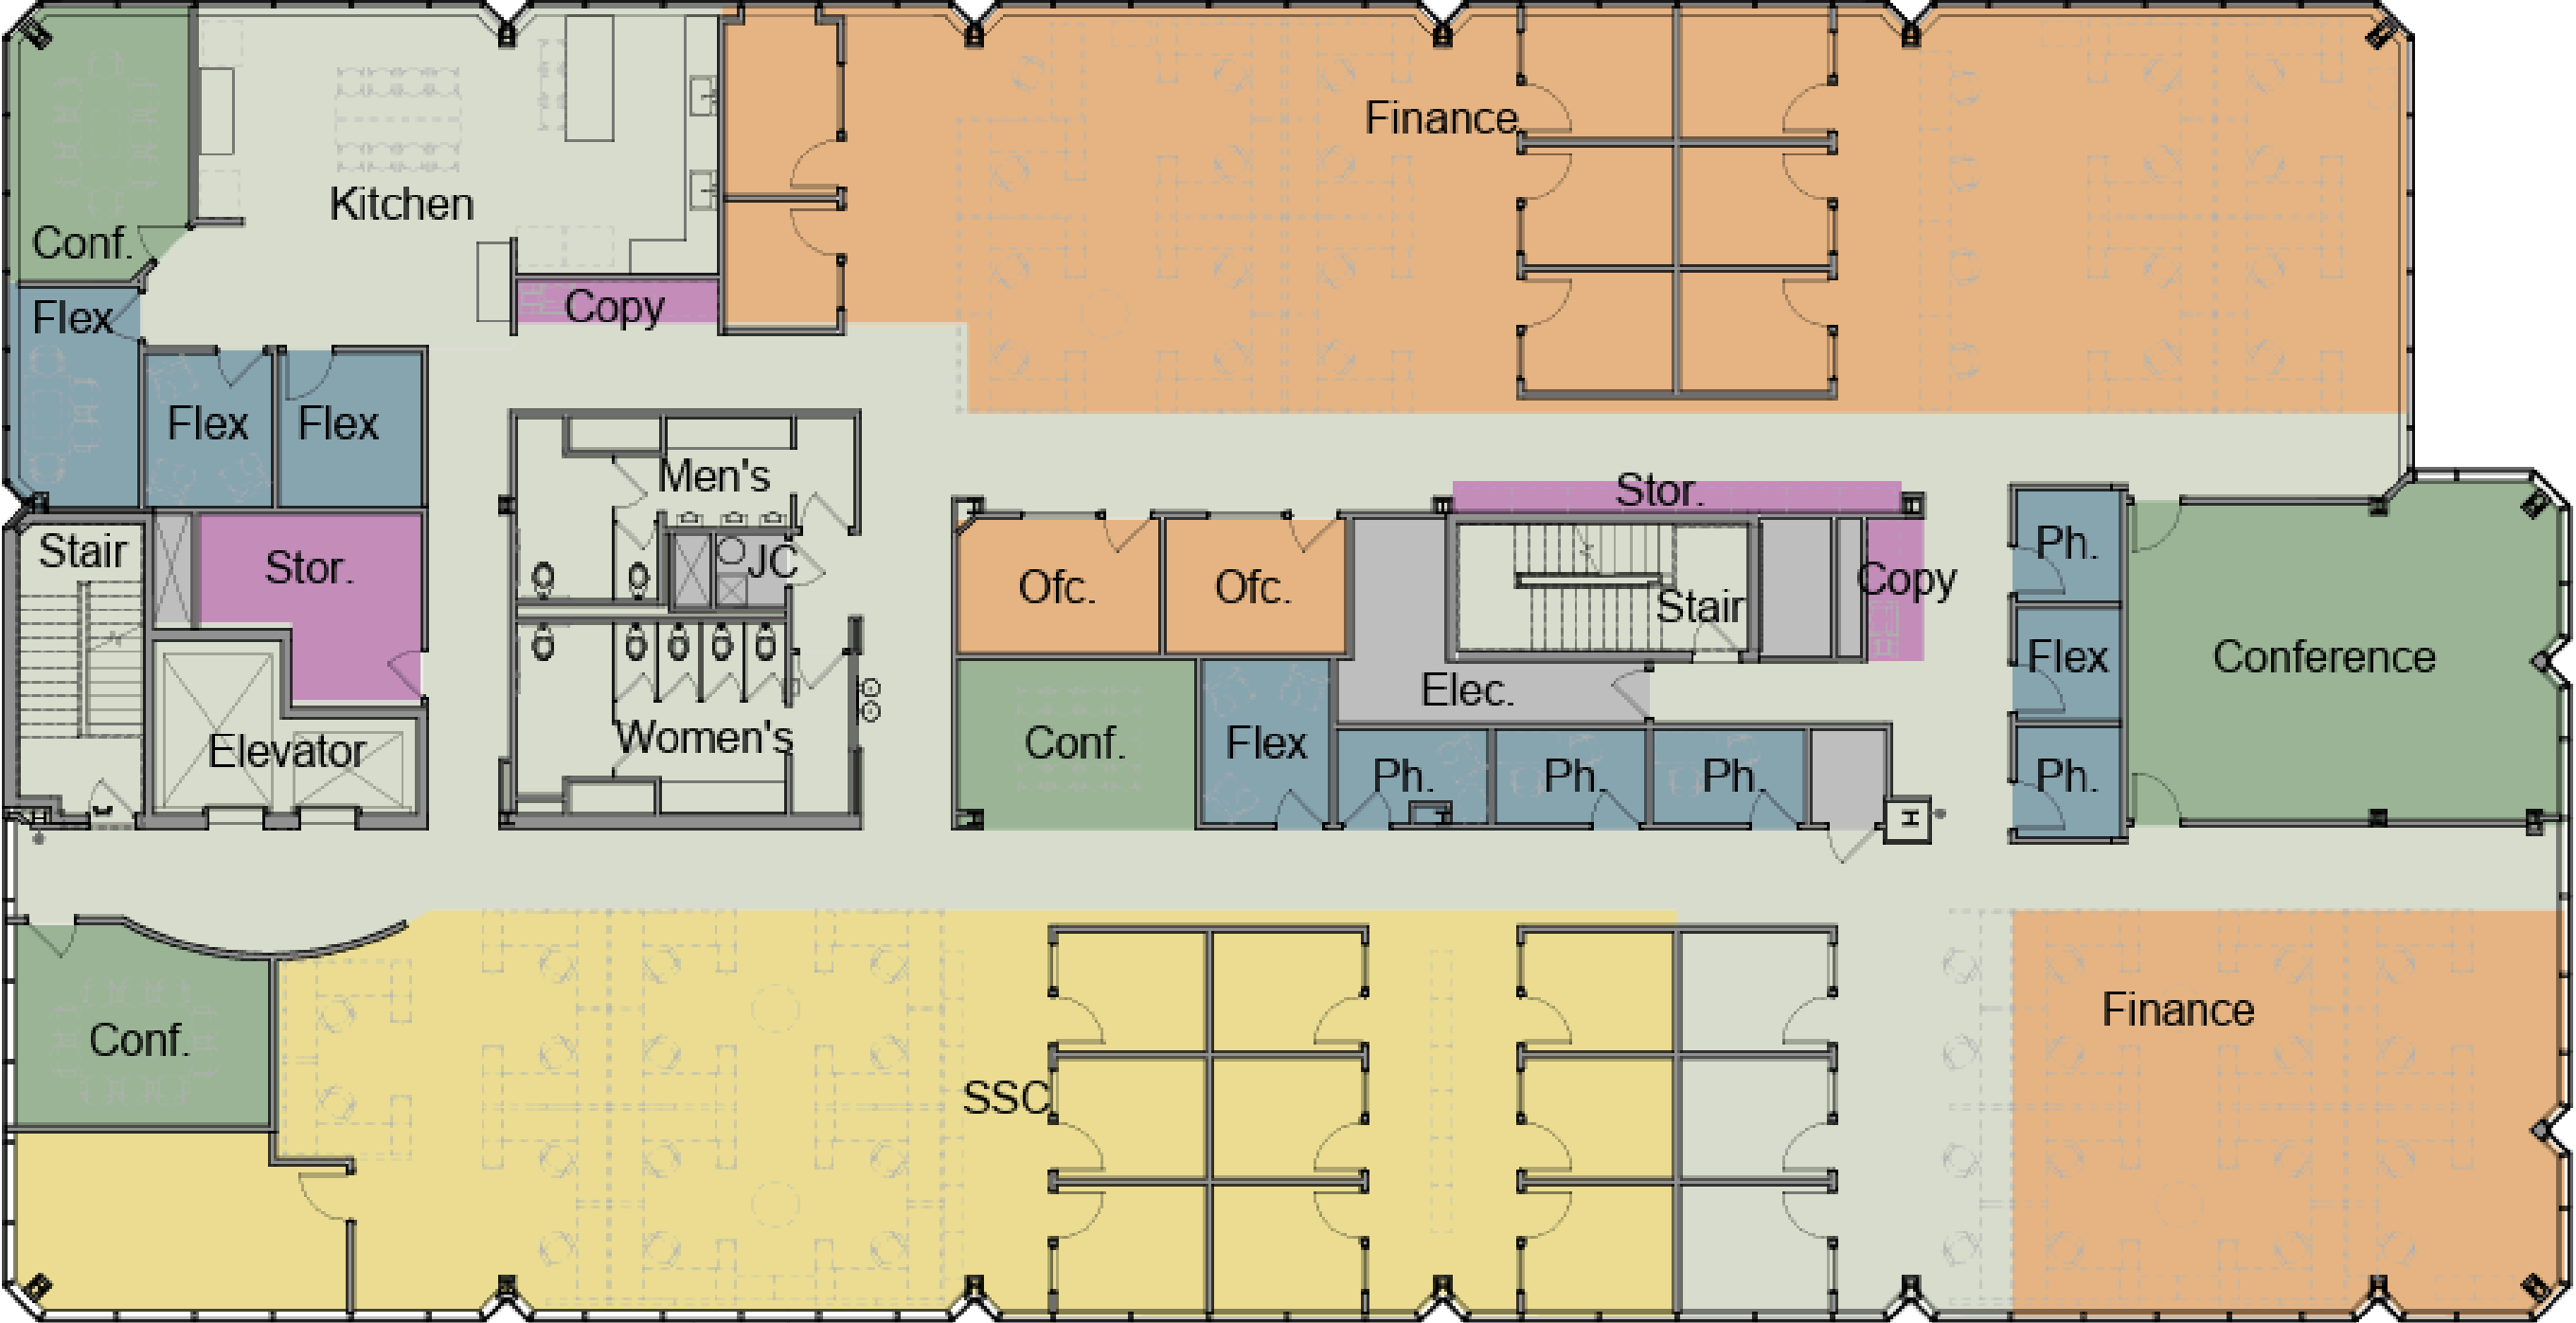 Finance
Kitchen
Conf.
Copy
Flex
Flex
Flex
Men's
Stor.
Stair
Stor.
JC
Ofc.
Ofc.
Stair
Copy
Ph.
Flex
Conference
Elec.
Women's
Elevator
Conf.
Flex
Ph.
Ph.
Ph.
Ph.
Conf.
SSC
Finance